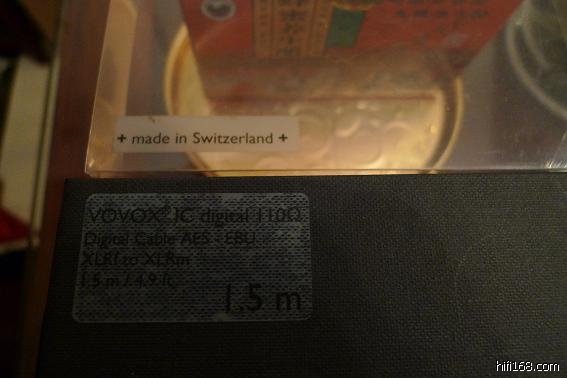 + made in Switzerland +
VOVOX® IC digital 110Ω
Digital Cable AES - EBU
XLRf to XLRm
1.5 m / 4.9 ft.
1.5 m
hifi168.com